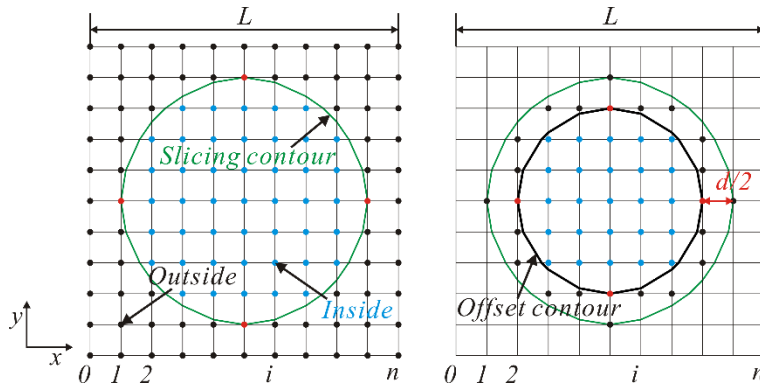 L
L
Slicing contour
d/2
Outside
Inside
Offset contour
y
x
0 1 2 i n
0 1 2 i n